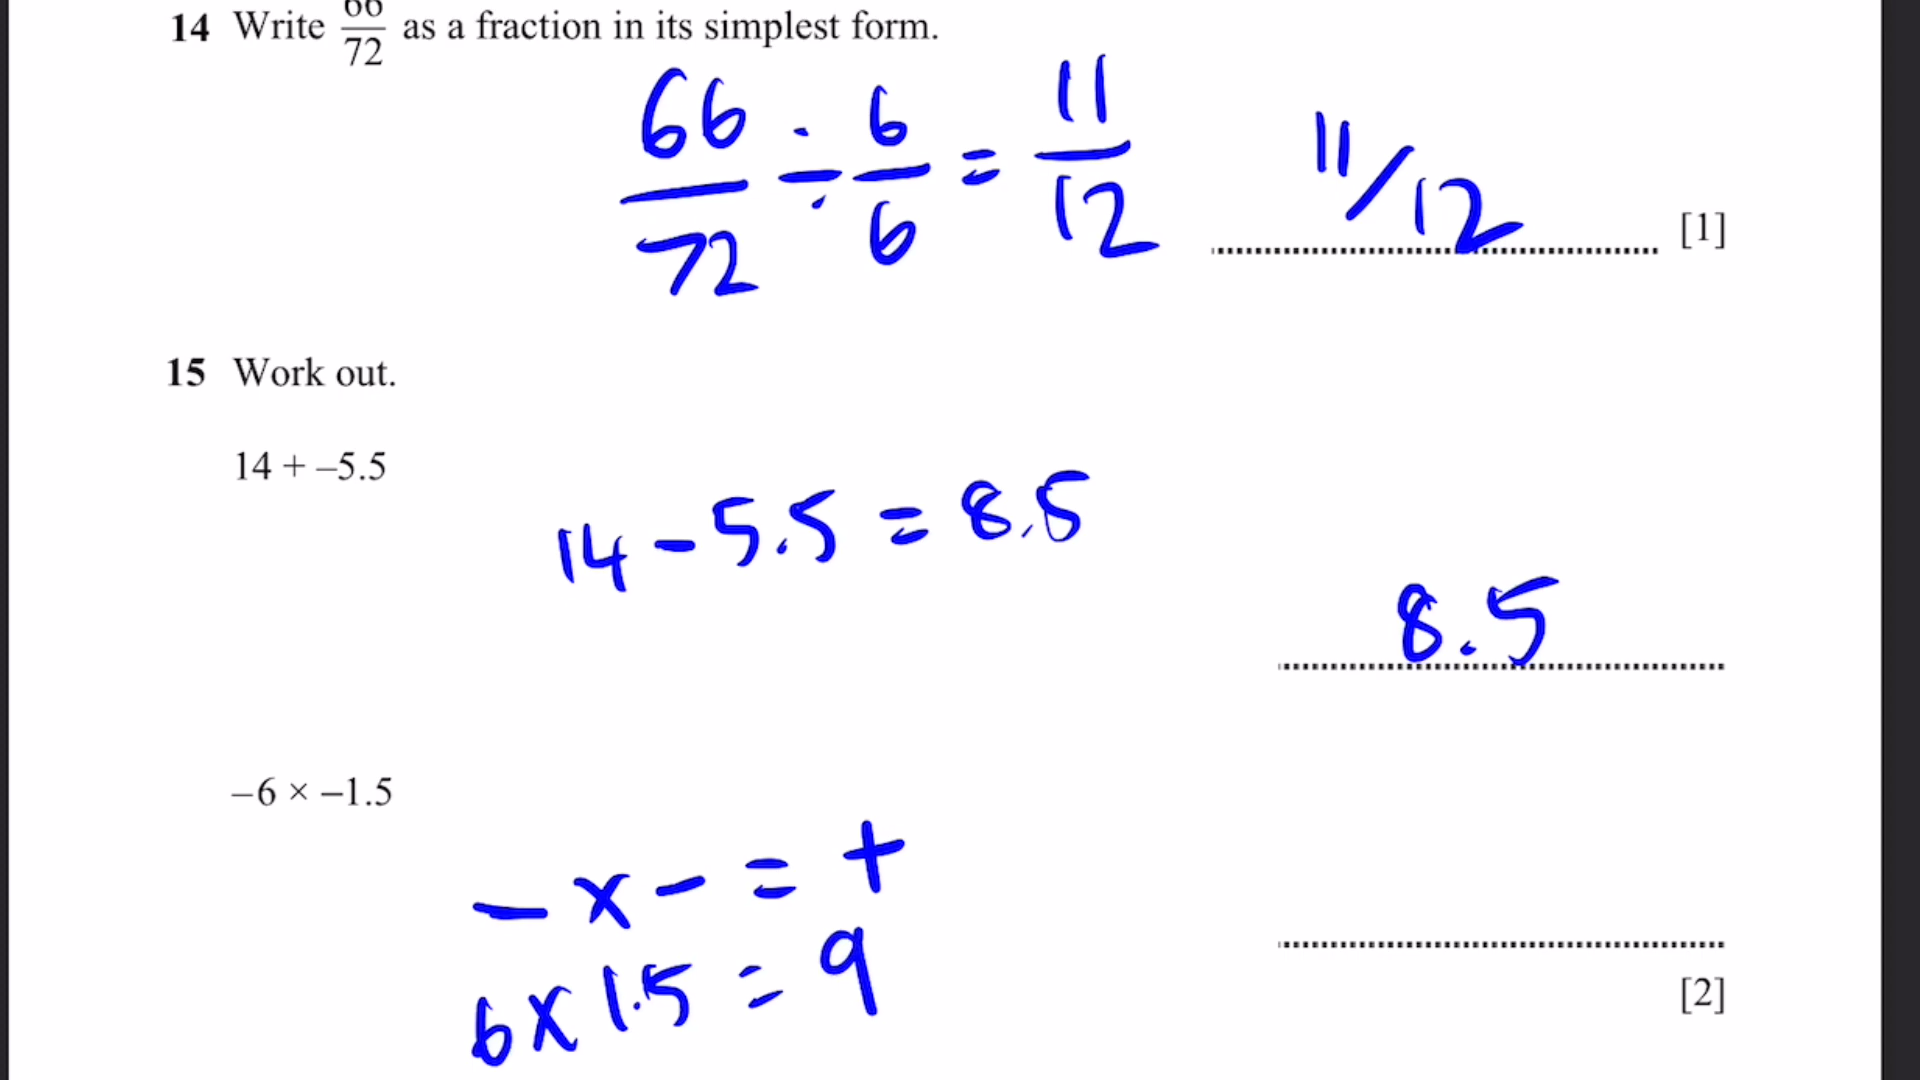 14 Write 66/72 as a fraction in its simplest form.
66/72 ÷ 6/6 = 11/12
11/12 [1]
15 Work out.
14 + –5.5
14 - 5.5 = 8.5
8.5
–6 × –1.5
- x - = +
6 x 1.5 = 9
[2]